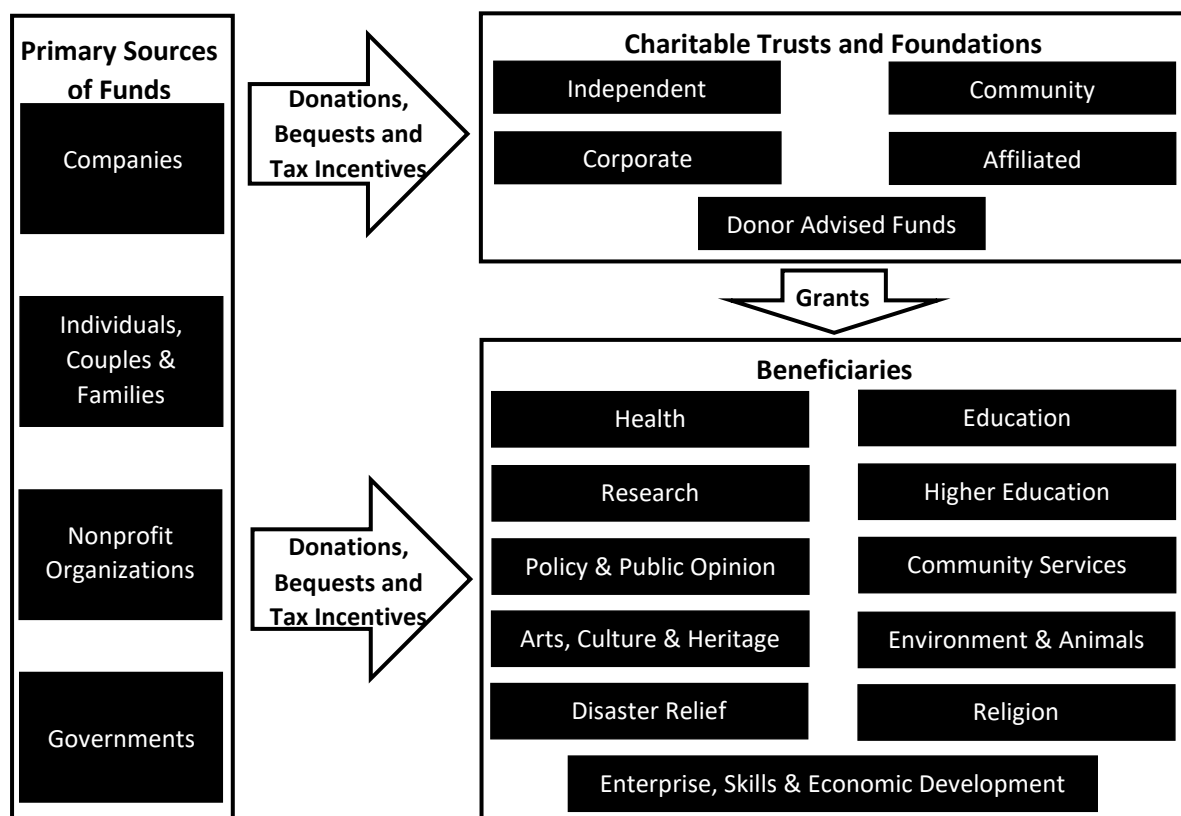 Primary Sources
of Funds
Companies
Individuals,
Couples &
Families
Nonprofit
Organizations
Governments
Donations,
Bequests and
Tax Incentives
Donations,
Bequests and
Tax Incentives
Charitable Trusts and Foundations
Independent
Community
Corporate
Affiliated
Donor Advised Funds
Grants
Beneficiaries
Health
Education
Research
Higher Education
Policy & Public Opinion
Community Services
Arts, Culture & Heritage
Environment & Animals
Disaster Relief
Religion
Enterprise, Skills & Economic Development